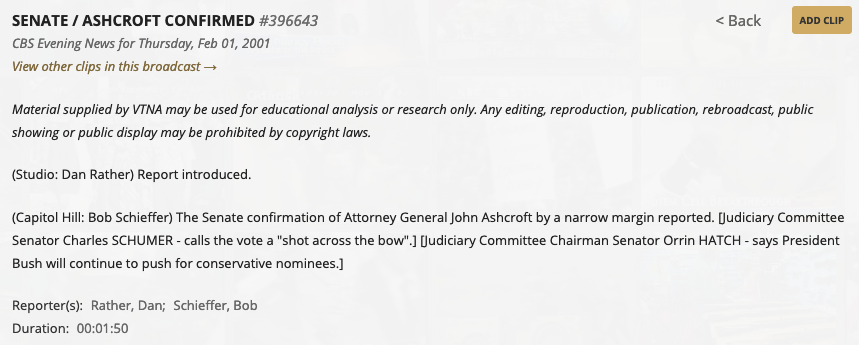 SENATE / ASHCROFT CONFIRMED #396643
< Back
ADD CLIP
CBS Evening News for Thursday, Feb 01, 2001
View other clips in this broadcast →
Material supplied by VTNA may be used for educational analysis or research only. Any editing, reproduction, publication, rebroadcast, public
showing or public display may be prohibited by copyright laws.
(Studio: Dan Rather) Report introduced.
(Capitol Hill: Bob Schieffer) The Senate confirmation of Attorney General John Ashcroft by a narrow margin reported. [Judiciary Committee
Senator Charles SCHUMER - calls the vote a "shot across the bow".] [Judiciary Committee Chairman Senator Orrin HATCH - says President
Bush will continue to push for conservative nominees.]
Reporter(s): Rather, Dan; Schieffer, Bob
Duration: 00:01:50